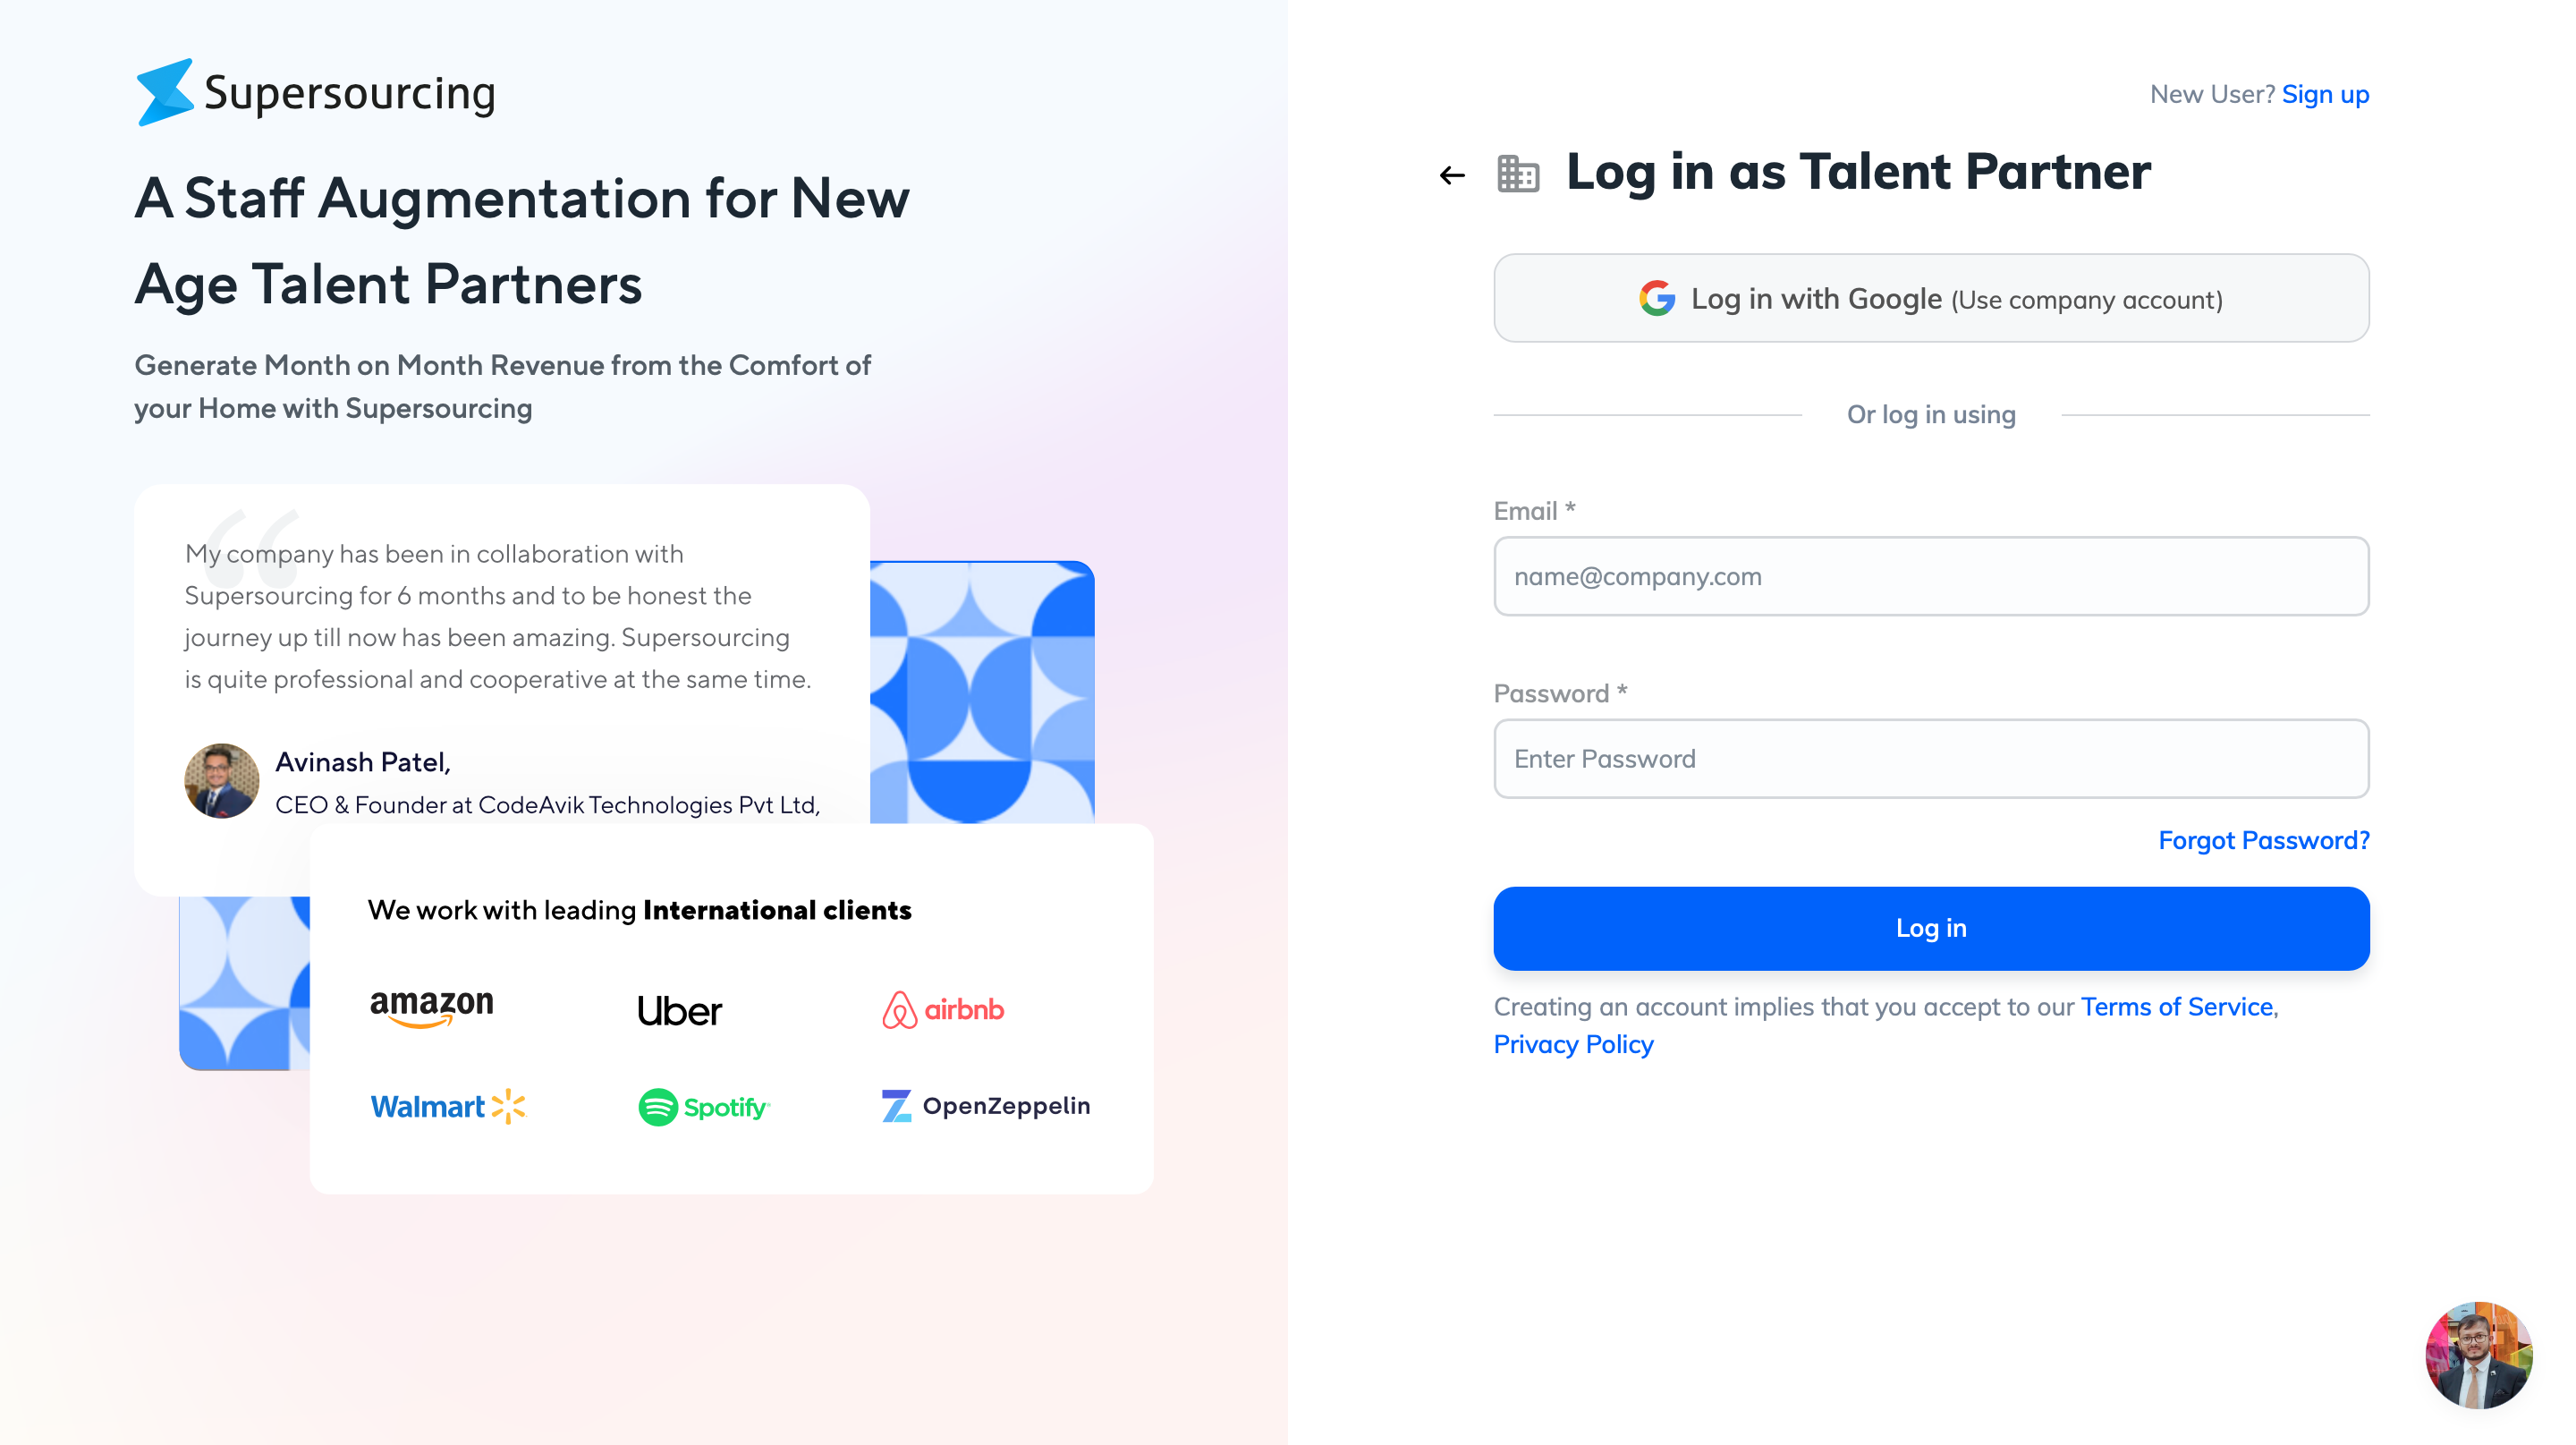 Supersourcing
A Staff Augmentation for New
Age Talent Partners
Generate Month on Month Revenue from the Comfort of
your Home with Supersourcing
“
My company has been in collaboration with
Supersourcing for 6 months and to be honest the
journey up till now has been amazing. Supersourcing
is quite professional and cooperative at the same time.
Avinash Patel,
CEO & Founder at CodeAvik Technologies Pvt Ltd,
We work with leading International clients
amazon
Uber
airbnb
Walmart
Spotify
OpenZeppelin
New User? Sign up
Log in as Talent Partner
Log in with Google (Use company account)
Or log in using
Email *
name@company.com
Password *
Enter Password
Forgot Password?
Log in
Creating an account implies that you accept to our Terms of Service,
Privacy Policy